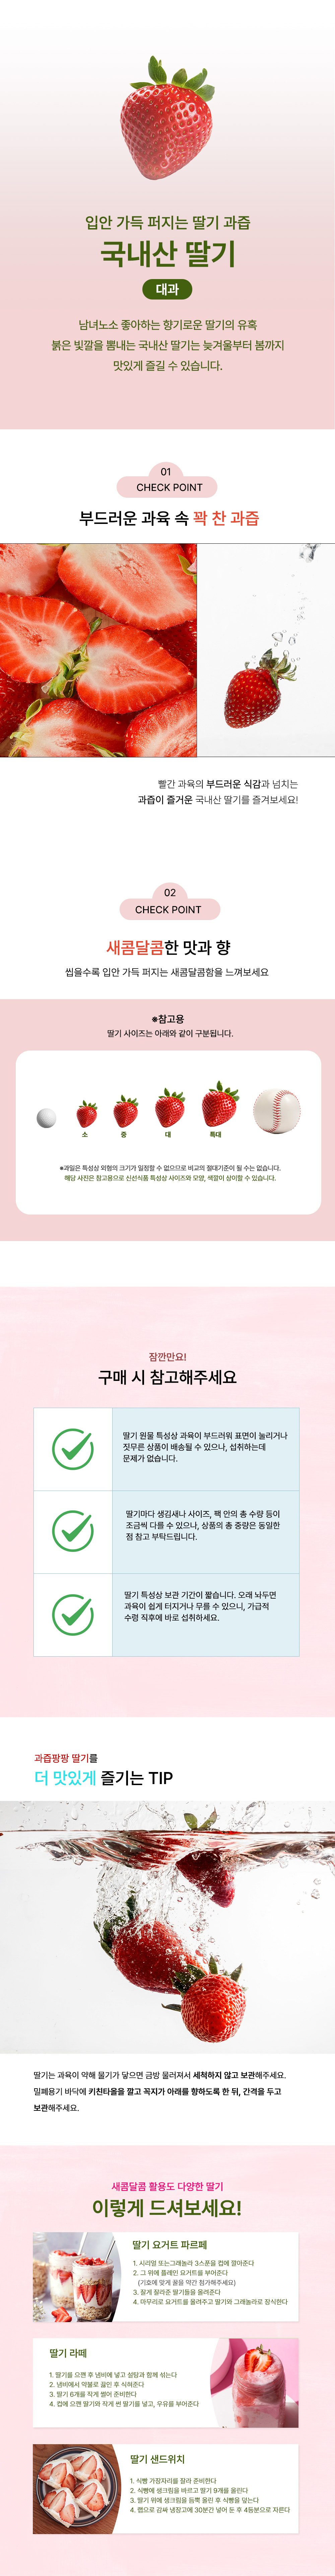 입안 가득 퍼지는 딸기 과즙
국내산 딸기
대과
남녀노소 좋아하는 향기로운 딸기의 유혹
붉은 빛깔을 뽐내는 국내산 딸기는 늦겨울부터 봄까지
맛있게 즐길 수 있습니다.
01
CHECK POINT
부드러운 과육 속 꽉 찬 과즙
빨간 과육의 부드러운 식감과 넘치는
과즙이 즐거운 국내산 딸기를 즐겨보세요!
02
CHECK POINT
새콤달콤한 맛과 향
씹을수록 입안 가득 퍼지는 새콤달콤함을 느껴보세요
※참고용
딸기 사이즈는 아래와 같이 구분됩니다.
소 중 대 특대
※과일은 특성상 외형의 크기가 일정할 수 없으므로 비교의 절대기준이 될 수는 없습니다.
해당 사진은 참고용으로 신선식품 특성상 사이즈와 모양, 색깔이 상이할 수 있습니다.
잠깐만요!
구매 시 참고해주세요
딸기 원물 특성상 과육이 부드러워 표면이 눌리거나
짓무른 상품이 배송될 수 있으나, 섭취하는데
문제가 없습니다.
딸기마다 생김새나 사이즈, 팩 안의 총 수량 등이
조금씩 다를 수 있으나, 상품의 총 중량은 동일한
점 참고 부탁드립니다.
딸기 특성상 보관 기간이 짧습니다. 오래 놔두면
과육이 쉽게 터지거나 무를 수 있으니, 가급적
수령 직후에 바로 섭취하세요.
과즙팡팡 딸기를
더 맛있게 즐기는 TIP
딸기는 과육이 약해 물기가 닿으면 금방 물러져서 세척하지 않고 보관해주세요.
밀폐용기 바닥에 키친타올을 깔고 꼭지가 아래를 향하도록 한 뒤, 간격을 두고
보관해주세요.
새콤달콤 활용도 다양한 딸기
이렇게 드셔보세요!
딸기 요거트 파르페
1. 시리얼 또는그래놀라 3스푼을 컵에 깔아준다
2. 그 위에 플레인 요거트를 부어준다
(기호에 맞게 꿀을 약간 첨가해주세요)
3. 잘게 잘라준 딸기들을 올려준다
4. 마무리로 요거트를 올려주고 딸기와 그래놀라로 장식한다
딸기 라떼
1. 딸기를 으깬 후 냄비에 넣고 설탕과 함께 섞는다
2. 냄비에서 약불로 끓인 후 식혀준다
3. 딸기 6개를 작게 썰어 준비한다
4. 컵에 으깬 딸기와 작게 썬 딸기를 넣고, 우유를 부어준다
딸기 샌드위치
1. 식빵 가장자리를 잘라 준비한다
2. 식빵에 생크림을 바르고 딸기 9개를 올린다
3. 딸기 위에 생크림을 듬뿍 올린 후 식빵을 덮는다
4. 랩으로 감싸 냉장고에 30분간 넣어 둔 후 4등분으로 자른다